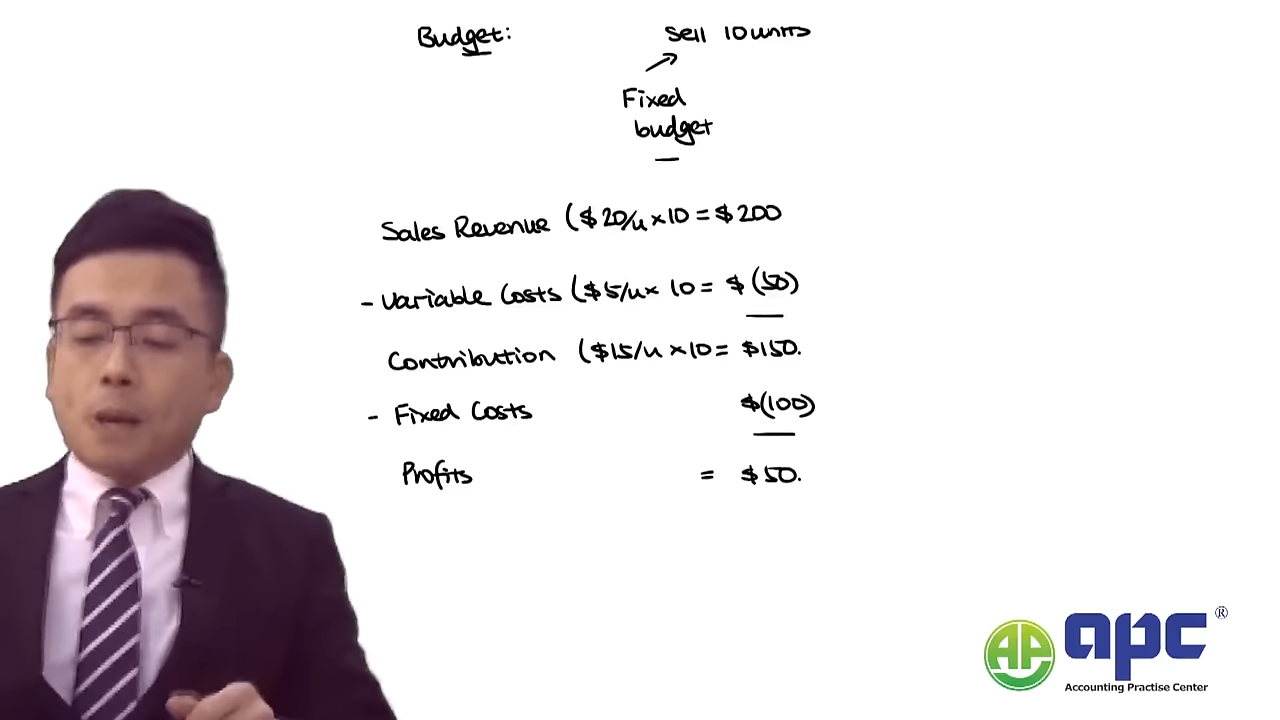 Budget: Sell 10 units
Fixed
budget
Sales Revenue ($20/u x 10 = $200
- Variable Costs ($5/u x 10 = $(50)
Contribution ($15/u x 10 = $150.
- Fixed Costs $(100)
Profits = $50.
AP apc ®
Accounting Practise Center